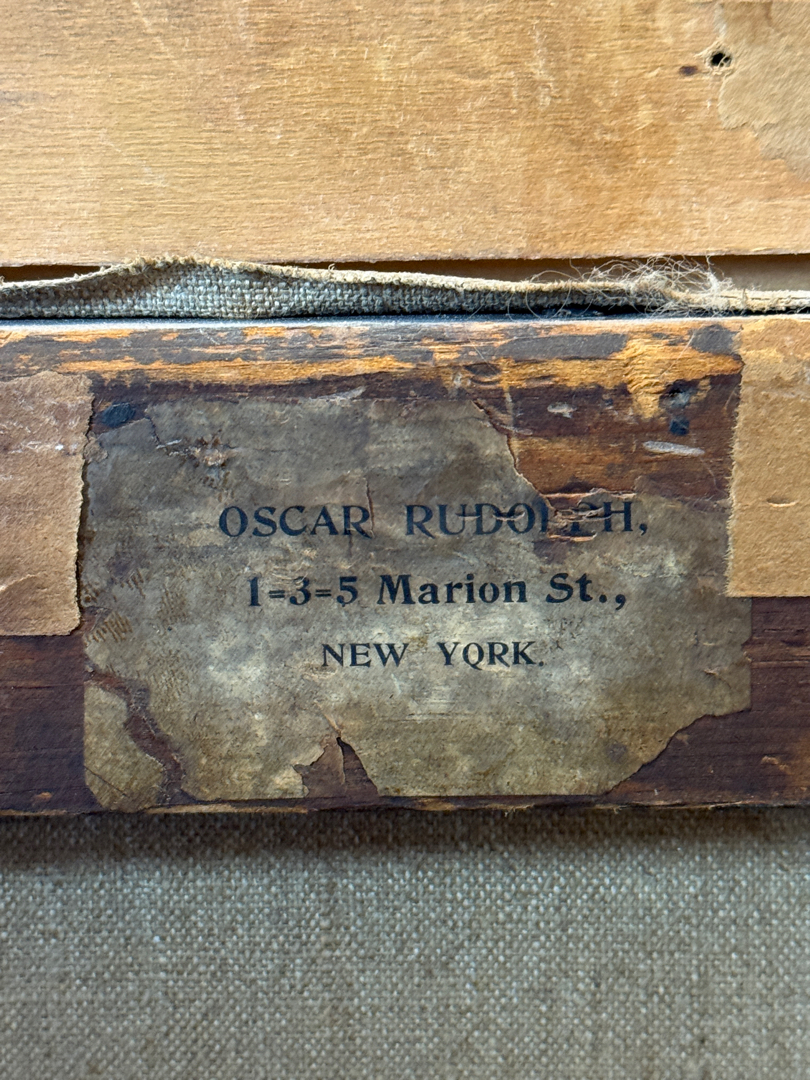 OSCAR RUDOLPH,
1=3=5 Marion St.,
NEW YORK.